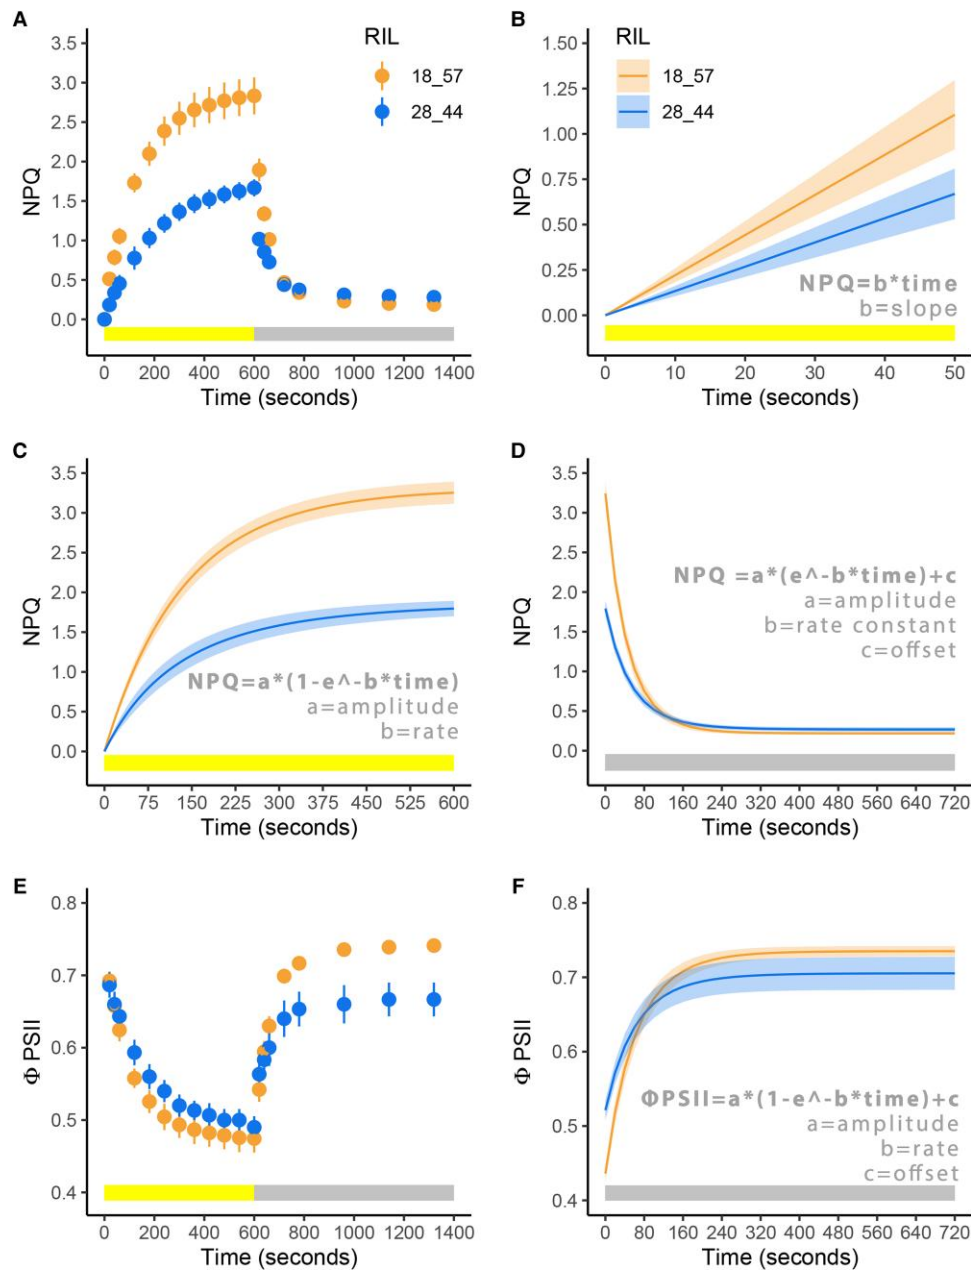 A
RIL
18_57
28_44
NPQ
3.5
3.0
2.5
2.0
1.5
1.0
0.5
0.0
0 200 400 600 800 1000 1200 1400
Time (seconds)
B
RIL
18_57
28_44
NPQ
1.50
1.25
1.00
0.75
0.50
0.25
0.00
NPQ=b*time
b=slope
0 10 20 30 40 50
Time (seconds)
C
NPQ
3.5
3.0
2.5
2.0
1.5
1.0
0.5
0.0
NPQ=a*(1-e^-b*time)
a=amplitude
b=rate
0 75 150 225 300 375 450 525 600
Time (seconds)
D
NPQ
3.5
3.0
2.5
2.0
1.5
1.0
0.5
0.0
NPQ =a*(e^-b*time)+c
a=amplitude
b=rate constant
c=offset
0 80 160 240 320 400 480 560 640 720
Time (seconds)
E
Φ PSII
0.8
0.7
0.6
0.5
0.4
0 200 400 600 800 1000 1200 1400
Time (seconds)
F
Φ PSII
0.8
0.7
0.6
0.5
0.4
ΦPSII=a*(1-e^-b*time)+c
a=amplitude
b=rate
c=offset
0 80 160 240 320 400 480 560 640 720
Time (seconds)